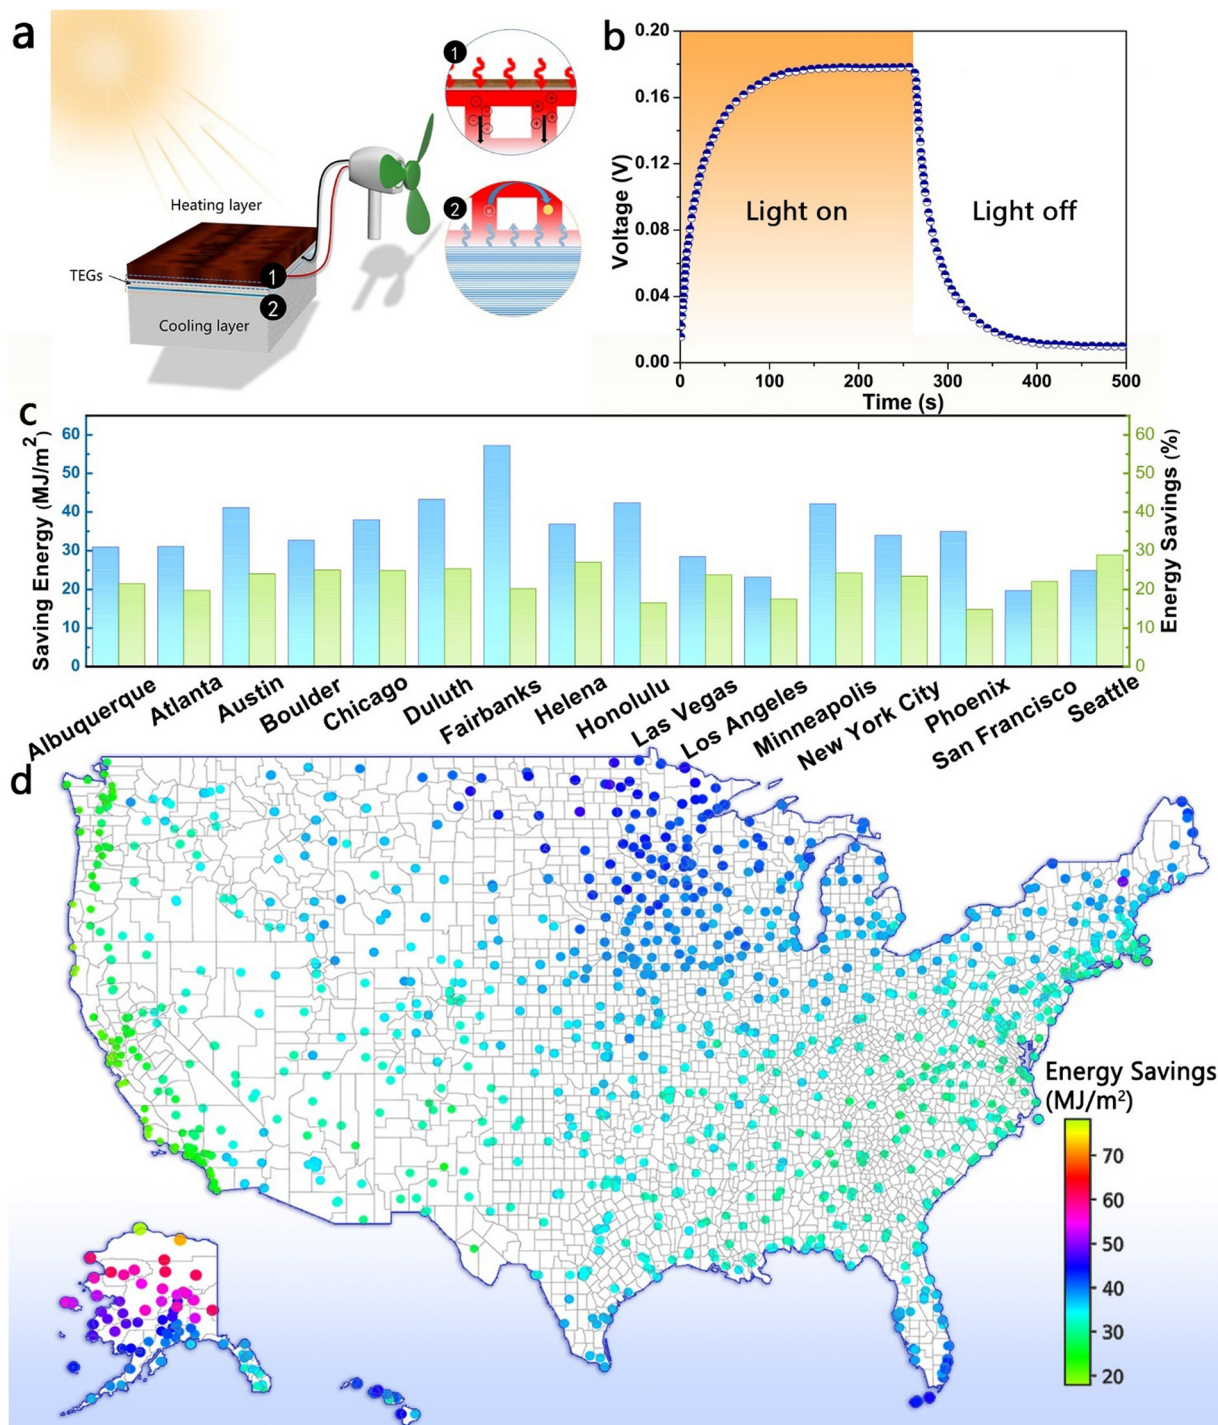 a
Heating layer
TEGs
Cooling layer
1
2
1
2
b
Voltage (V)
0.20
0.16
0.12
0.08
0.04
0.00
Light on
Light off
0 100 200 300 400 500
Time (s)
c
Saving Energy (MJ/m²)
60
50
40
30
20
10
0
Energy Savings (%)
60
50
40
30
20
10
0
Albuquerque
Atlanta
Austin
Boulder
Chicago
Duluth
Fairbanks
Helena
Honolulu
Las Vegas
Los Angeles
Minneapolis
New York City
Phoenix
San Francisco
Seattle
d
Energy Savings
(MJ/m²)
70
60
50
40
30
20